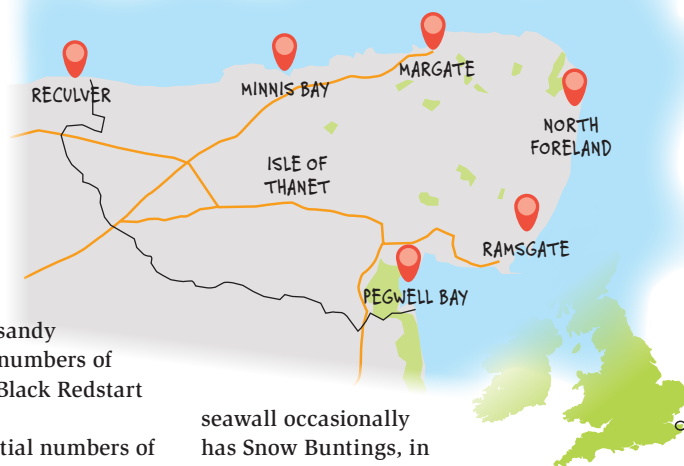 RECULVER
MINNIS BAY
MARGATE
NORTH
FORELAND
ISLE OF
THANET
RAMSGATE
PEGWELL BAY
sandy
numbers of
Black Redstart
tial numbers of
seawall occasionally
has Snow Buntings, in